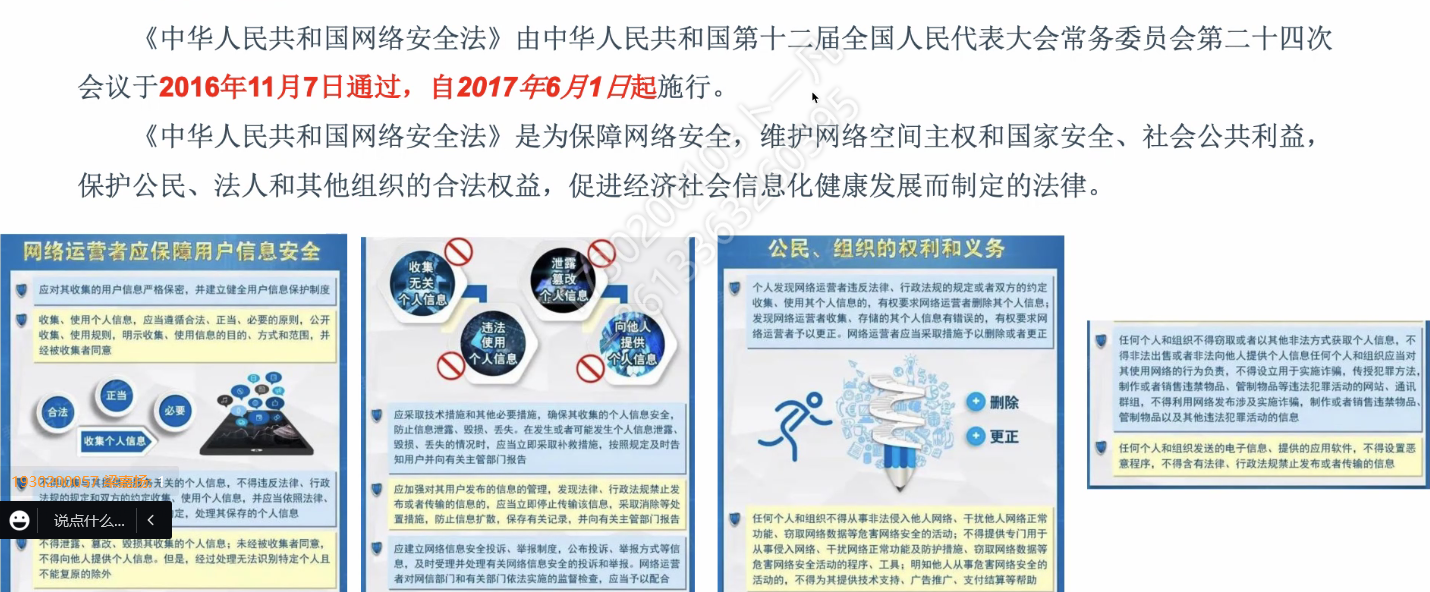 《中华人民共和国网络安全法》由中华人民共和国第十二届全国人民代表大会常务委员会第二十四次
会议于2016年11月7日通过，自2017年6月1日起施行。
《中华人民共和国网络安全法》是为保障网络安全，维护网络空间主权和国家安全、社会公共利益，
保护公民、法人和其他组织的合法权益，促进经济社会信息化健康发展而制定的法律。
网络运营者应保障用户信息安全
应对其收集的用户信息严格保密，并建立健全用户信息保护制度
收集、使用个人信息，应当遵循合法、正当、必要的原则，公开
收集、使用规则，明示收集、使用信息的目的、方式和范围，并
经被收集者同意
合法
正当
必要
收集个人信息
不得收集与其提供的服务无关的个人信息，不得违反法律、行政
法规的规定和双方的约定收集、使用个人信息，并应当依照法律、
定，处理其保存的个人信息
说点什么...
不得泄露、篡改、毁损其收集的个人信息；未经被收集者同意，
不得向他人提供个人信息。但是，经过处理无法识别特定个人且
不能复原的除外
收集
无关
个人信息
泄露
篡改
个人信息
违法
使用
个人信息
向他人
提供
个人信息
应采取技术措施和其他必要措施，确保其收集的个人信息安全，
防止信息泄露、毁损、丢失。在发生或者可能发生个人信息泄露、
毁损、丢失的情况时，应当立即采取补救措施，按照规定及时告
知用户并向有关主管部门报告
应加强对其用户发布的信息的管理，发现法律、行政法规禁止发
布或者传输的信息的，应当立即停止传输该信息，采取消除等处
置措施，防止信息扩散，保存有关记录，并向有关主管部门报告
应建立网络信息安全投诉、举报制度，公布投诉、举报方式等信
息，及时受理并处理有关网络信息安全的投诉和举报。网络运营
者对网信部门和有关部门依法实施的监督检查，应当予以配合
公民、组织的权利和义务
个人发现网络运营者违反法律、行政法规的规定或者双方的约定
收集、使用其个人信息的，有权要求网络运营者删除其个人信息；
发现网络运营者收集、存储的其个人信息有错误的，有权要求网
络运营者予以更正。网络运营者应当采取措施予以删除或者更正
删除
更正
任何个人和组织不得从事非法侵入他人网络、干扰他人网络正常
功能、窃取网络数据等危害网络安全的活动；不得提供专门用于
从事侵入网络、干扰网络正常功能及防护措施、窃取网络数据等
危害网络安全活动的程序、工具；明知他人从事危害网络安全的
活动的，不得为其提供技术支持、广告推广、支付结算等帮助
任何个人和组织不得窃取或者以其他非法方式获取个人信息，不
得非法出售或者非法向他人提供个人信息任何个人和组织应当对
其使用网络的行为负责，不得设立用于实施诈骗，传授犯罪方法，
制作或者销售违禁物品、管制物品等违法犯罪活动的网站、通讯
群组，不得利用网络发布涉及实施诈骗，制作或者销售违禁物品、
管制物品以及其他违法犯罪活动的信息
任何个人和组织发送的电子信息、提供的应用软件，不得设置恶
意程序，不得含有法律、行政法规禁止发布或者传输的信息